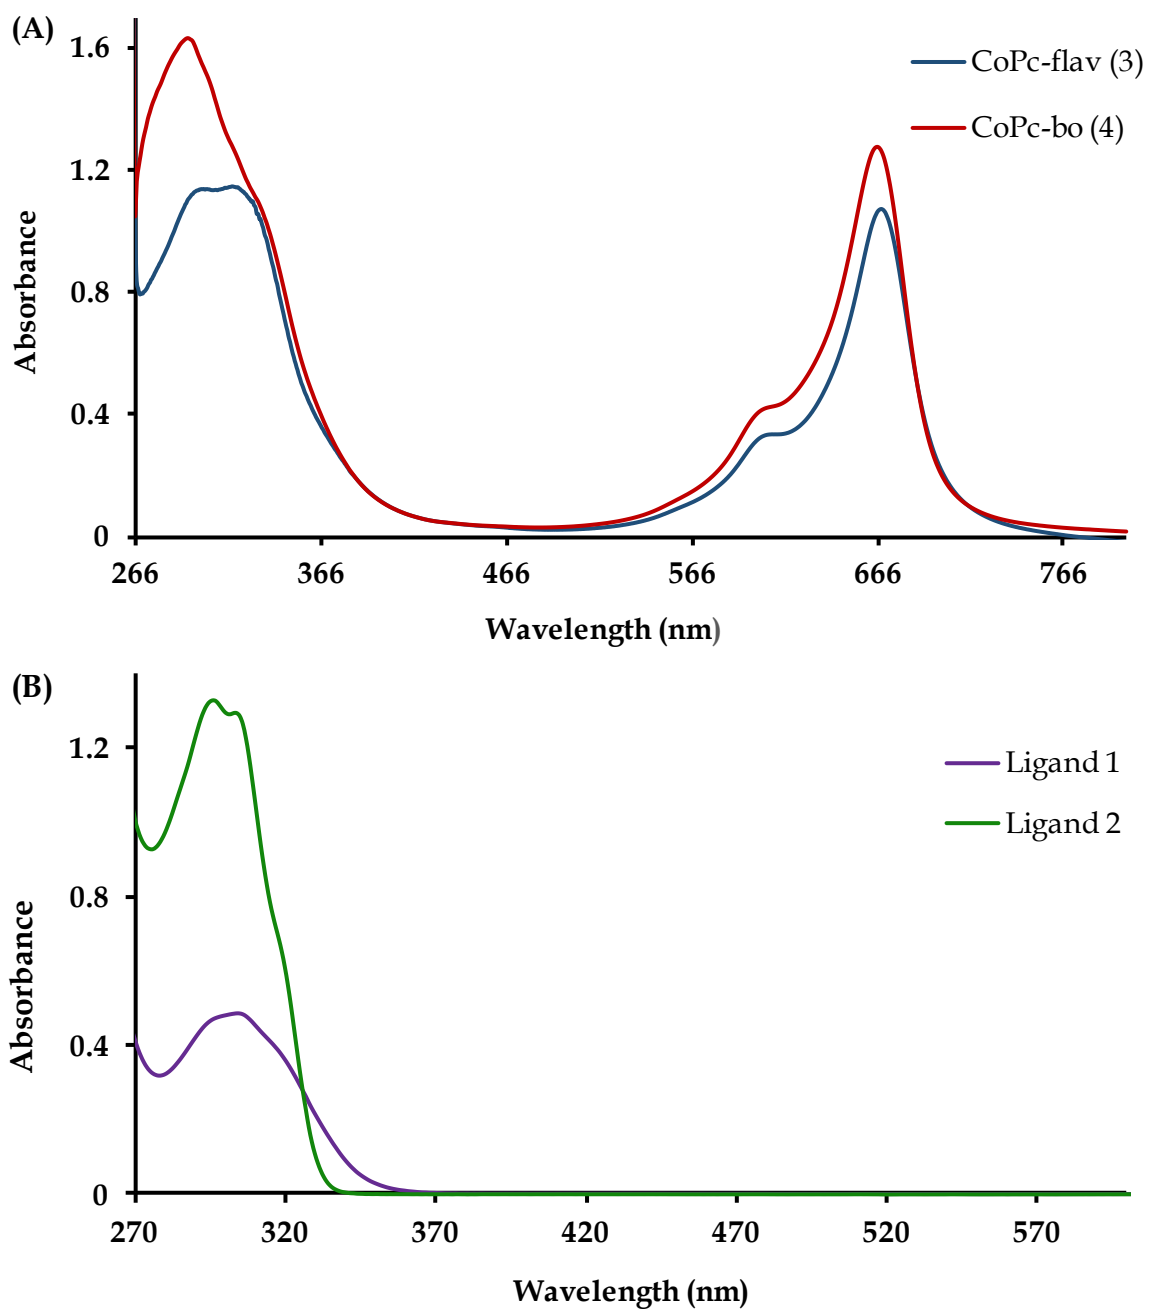 (A)
1.6
1.2
0.8
0.4
0
Absorbance
CoPc-flav (3)
CoPc-bo (4)
266 366 466 566 666 766
Wavelength (nm)
(B)
1.2
0.8
0.4
0
Absorbance
Ligand 1
Ligand 2
270 320 370 420 470 520 570
Wavelength (nm)